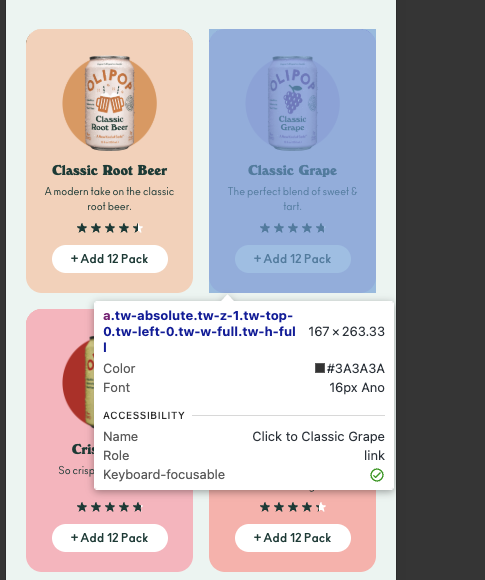 OLIPOP
Classic
Root Beer
Classic Root Beer
A modern take on the classic
root beer.
+ Add 12 Pack
OLIPOP
Classic
Grape
Classic Grape
The perfect blend of sweet &
tart.
+ Add 12 Pack
a.tw-absolute.tw-z-1.tw-top-
0.tw-left-0.tw-w-full.tw-h-ful
l
167 × 263.33
Color #3A3A3A
Font 16px Ano
ACCESSIBILITY
Name Click to Classic Grape
Role link
Keyboard-focusable
Cris
So crisp
+ Add 12 Pack
+ Add 12 Pack